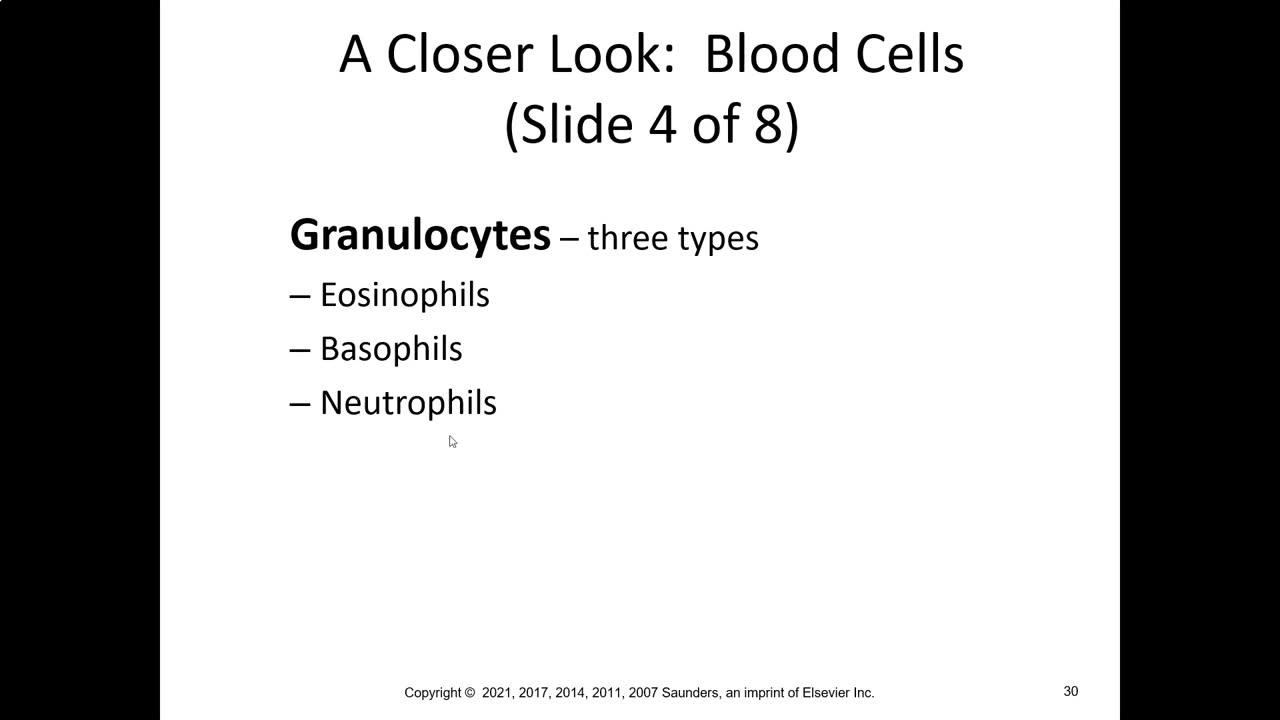 A Closer Look:  Blood Cells
(Slide 4 of 8)
Granulocytes – three types
– Eosinophils
– Basophils
– Neutrophils
Copyright ©  2021, 2017, 2014, 2011, 2007 Saunders, an imprint of Elsevier Inc.
30